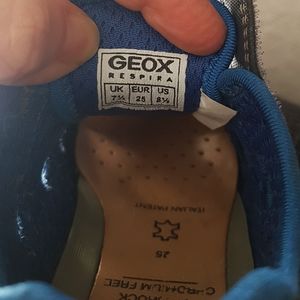 GEOX
RESPIRA
UK EUR US
7½ 25 8½
ITALIAN PATENT
25
CHROMIUM FREE